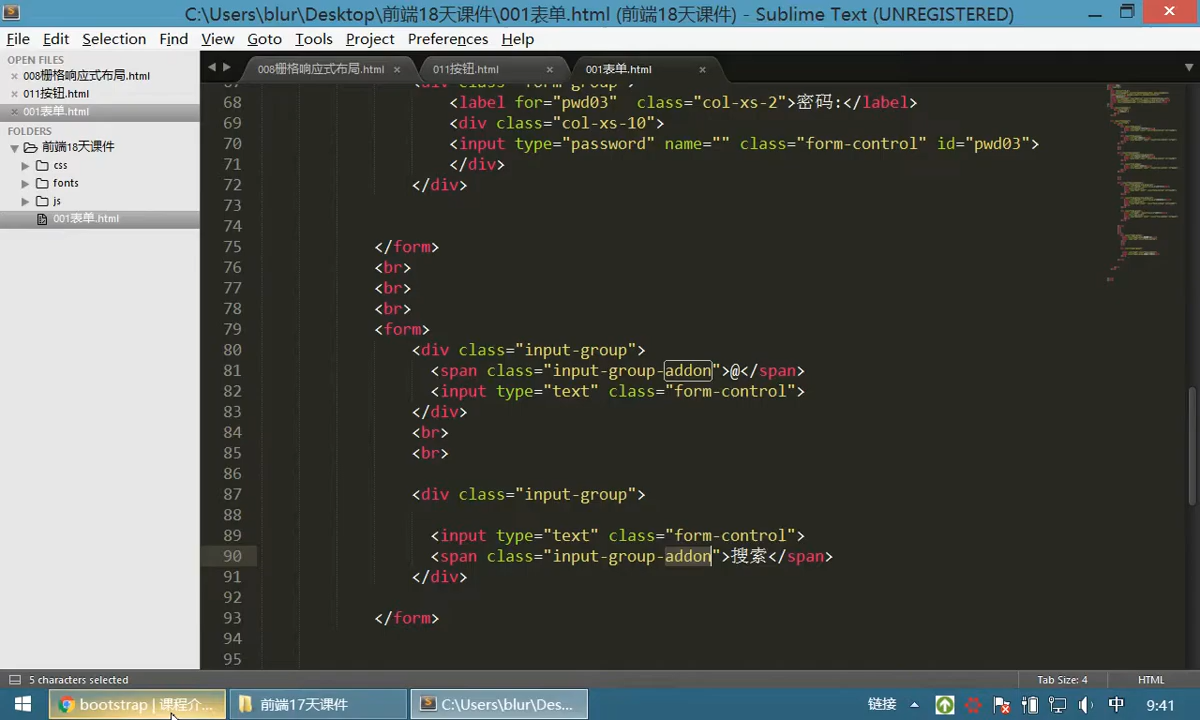 C:\Users\blur\Desktop\前端18天课件\001表单.html (前端18天课件) - Sublime Text (UNREGISTERED)
File Edit Selection Find View Goto Tools Project Preferences Help
OPEN FILES
008栅格响应式布局.html
011按钮.html
001表单.html
FOLDERS
前端18天课件
css
fonts
js
001表单.html
008栅格响应式布局.html
011按钮.html
001表单.html
68 <label for="pwd03"  class="col-xs-2">密码:</label>
69 <div class="col-xs-10">
70 <input type="password" name="" class="form-control" id="pwd03">
71 </div>
72 </div>
73
74
75 </form>
76 <br>
77 <br>
78 <br>
79 <form>
80 <div class="input-group">
81 <span class="input-group-addon">@</span>
82 <input type="text" class="form-control">
83 </div>
84 <br>
85 <br>
86
87 <div class="input-group">
88
89 <input type="text" class="form-control">
90 <span class="input-group-addon">搜索</span>
91 </div>
92
93 </form>
94
95
5 characters selected
Tab Size: 4
HTML
bootstrap | 课程介...
前端17天课件
C:\Users\blur\Des...
链接
中
9:41